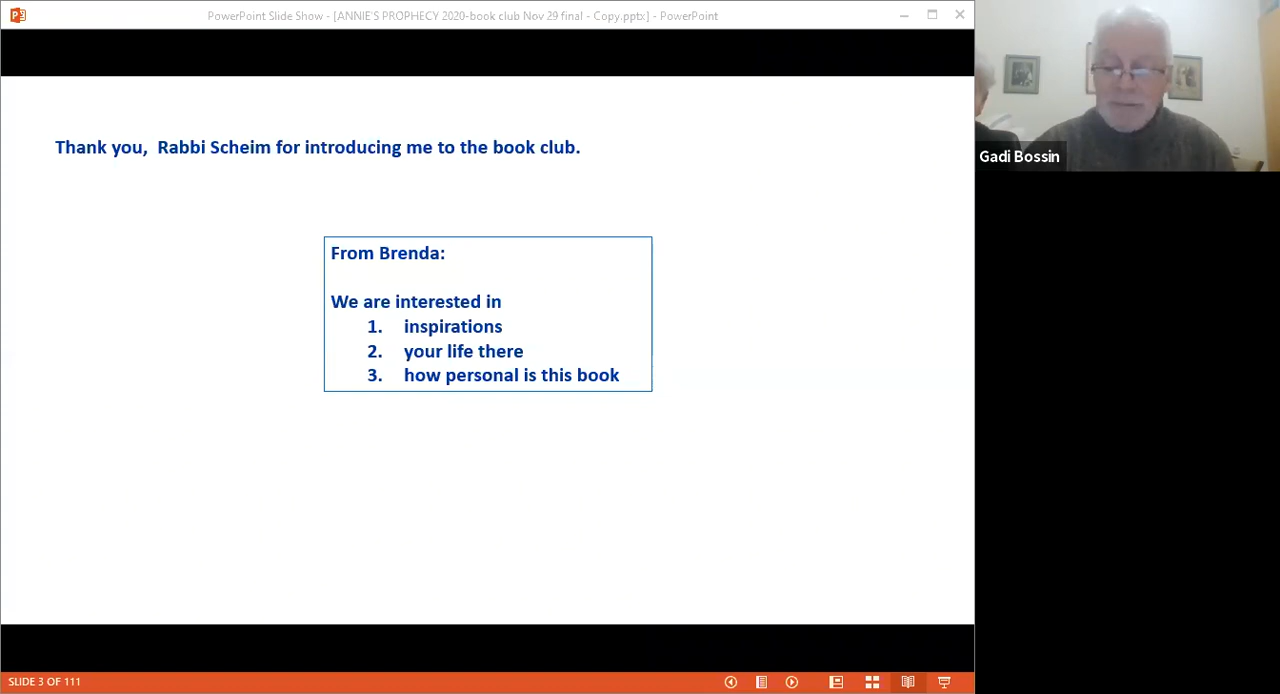 PowerPoint Slide Show - [ANNIE'S PROPHECY 2020-book club Nov 29 final - Copy.pptx] - PowerPoint
Thank you,  Rabbi Scheim for introducing me to the book club.
From Brenda:
We are interested in
1. inspirations
2. your life there
3. how personal is this book
Gadi Bossin
SLIDE 3 OF 111